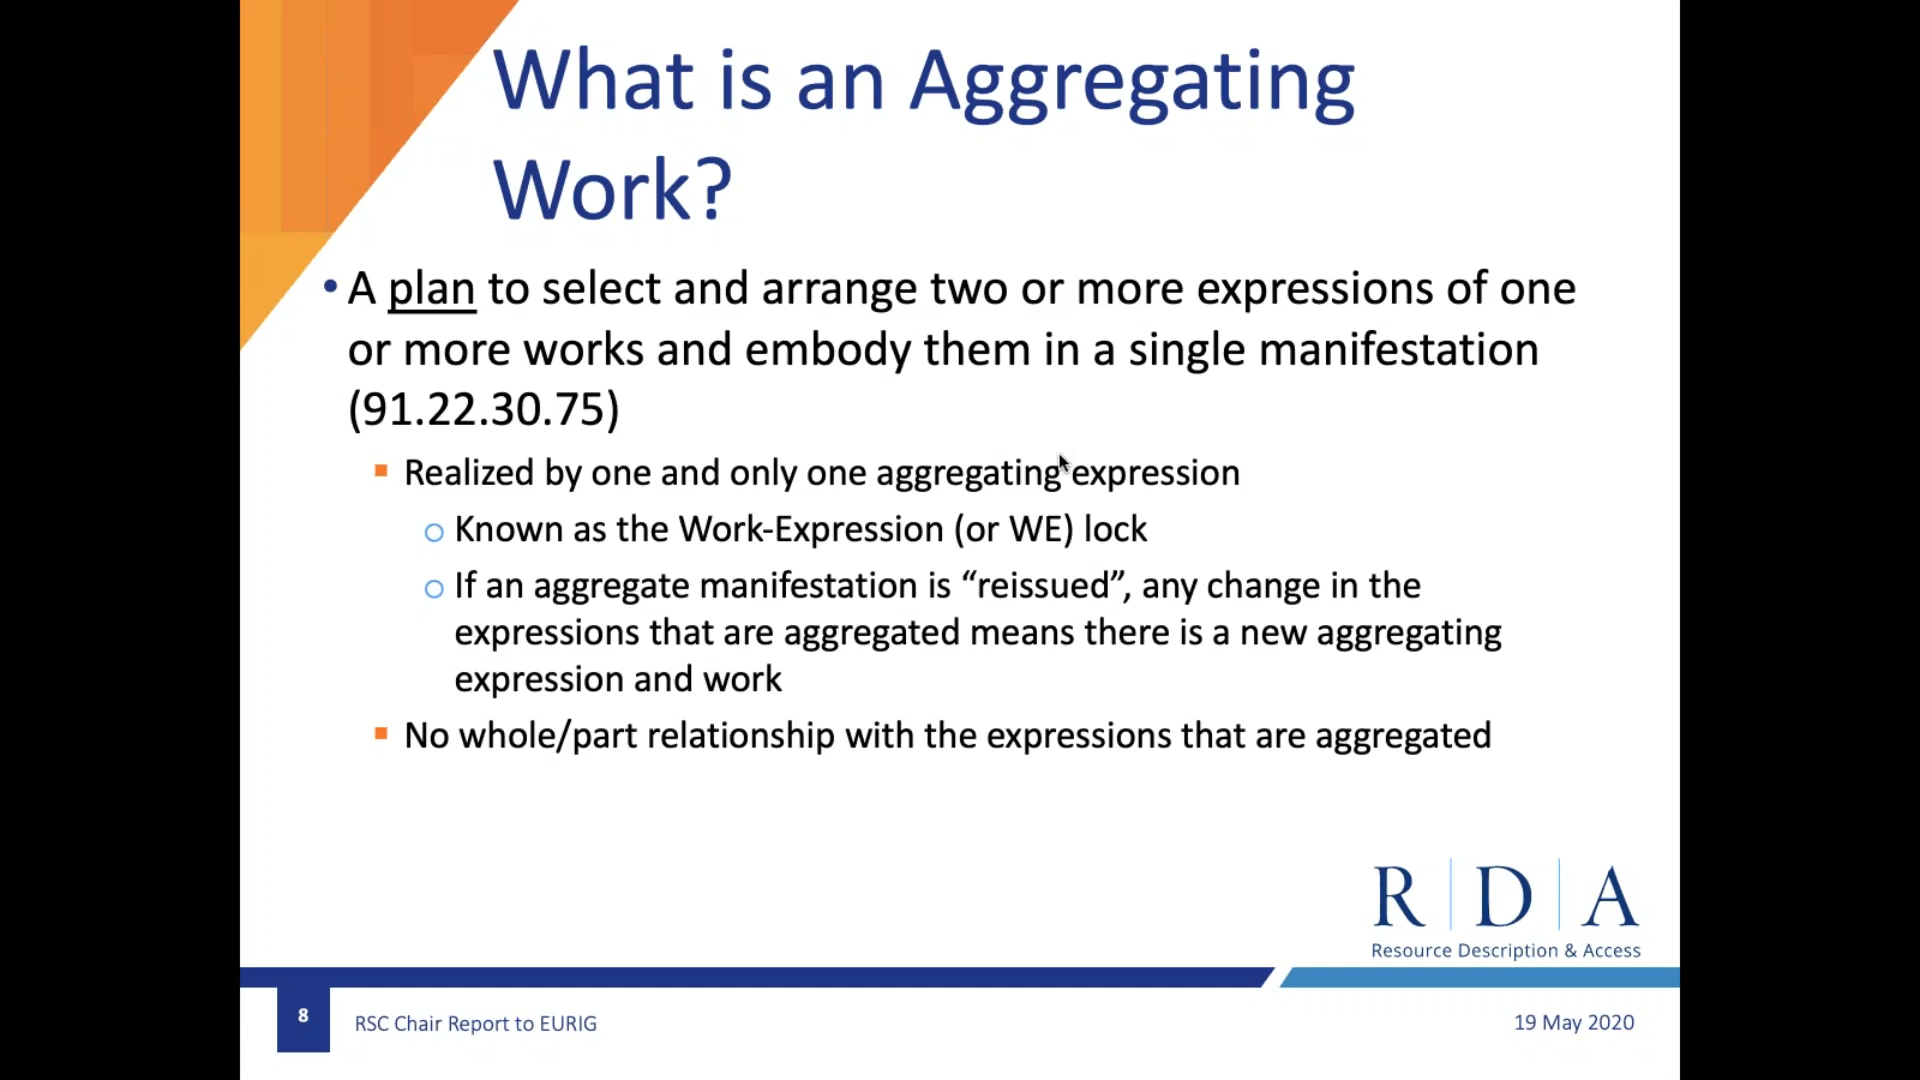 What is an Aggregating
Work?
• A plan to select and arrange two or more expressions of one
or more works and embody them in a single manifestation
(91.22.30.75)
▪ Realized by one and only one aggregating expression
o Known as the Work-Expression (or WE) lock
o If an aggregate manifestation is “reissued”, any change in the
expressions that are aggregated means there is a new aggregating
expression and work
▪ No whole/part relationship with the expressions that are aggregated
R | D | A
Resource Description & Access
8
RSC Chair Report to EURIG
19 May 2020